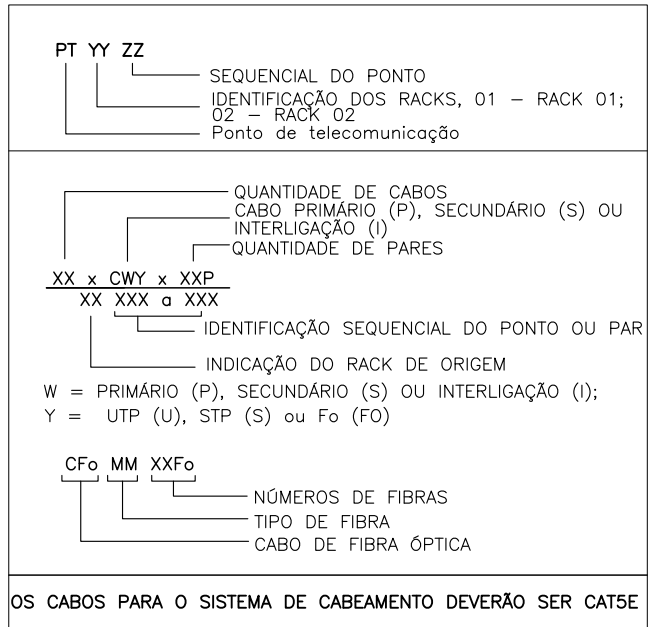 PT YY ZZ
SEQUENCIAL DO PONTO
IDENTIFICAÇÃO DOS RACKS, 01 – RACK 01;
02 – RACK 02
Ponto de telecomunicação
QUANTIDADE DE CABOS
CABO PRIMÁRIO (P), SECUNDÁRIO (S) OU
INTERLIGAÇÃO (I)
QUANTIDADE DE PARES
XX x CWY x XXP
XX XXX a XXX
IDENTIFICAÇÃO SEQUENCIAL DO PONTO OU PAR
INDICAÇÃO DO RACK DE ORIGEM
W = PRIMÁRIO (P), SECUNDÁRIO (S) OU INTERLIGAÇÃO (I);
Y = UTP (U), STP (S) ou Fo (FO)
CFo MM XXFo
NÚMEROS DE FIBRAS
TIPO DE FIBRA
CABO DE FIBRA ÓPTICA
OS CABOS PARA O SISTEMA DE CABEAMENTO DEVERÃO SER CAT5E